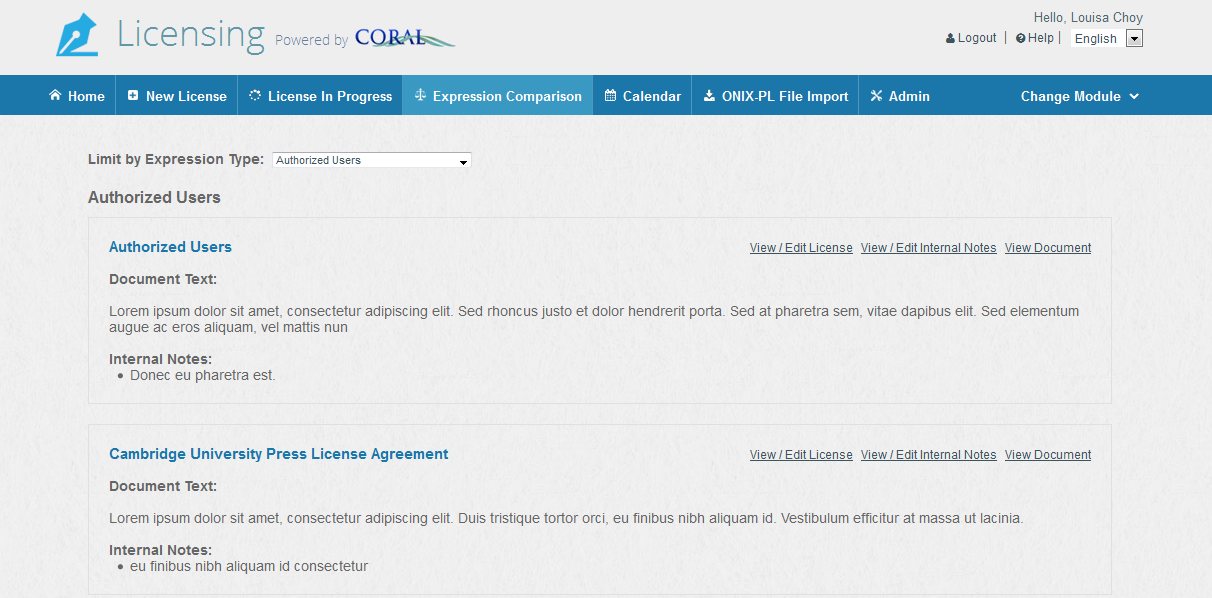 Hello, Louisa Choy
Licensing Powered by CORAL
Logout | Help | English
Home New License License In Progress Expression Comparison Calendar ONIX-PL File Import Admin Change Module
Limit by Expression Type: Authorized Users
Authorized Users
Authorized Users View / Edit License View / Edit Internal Notes View Document
Document Text:
Lorem ipsum dolor sit amet, consectetur adipiscing elit. Sed rhoncus justo et dolor hendrerit porta. Sed at pharetra sem, vitae dapibus elit. Sed elementum
augue ac eros aliquam, vel mattis nun
Internal Notes:
• Donec eu pharetra est.
Cambridge University Press License Agreement View / Edit License View / Edit Internal Notes View Document
Document Text:
Lorem ipsum dolor sit amet, consectetur adipiscing elit. Duis tristique tortor orci, eu finibus nibh aliquam id. Vestibulum efficitur at massa ut lacinia.
Internal Notes:
• eu finibus nibh aliquam id consectetur